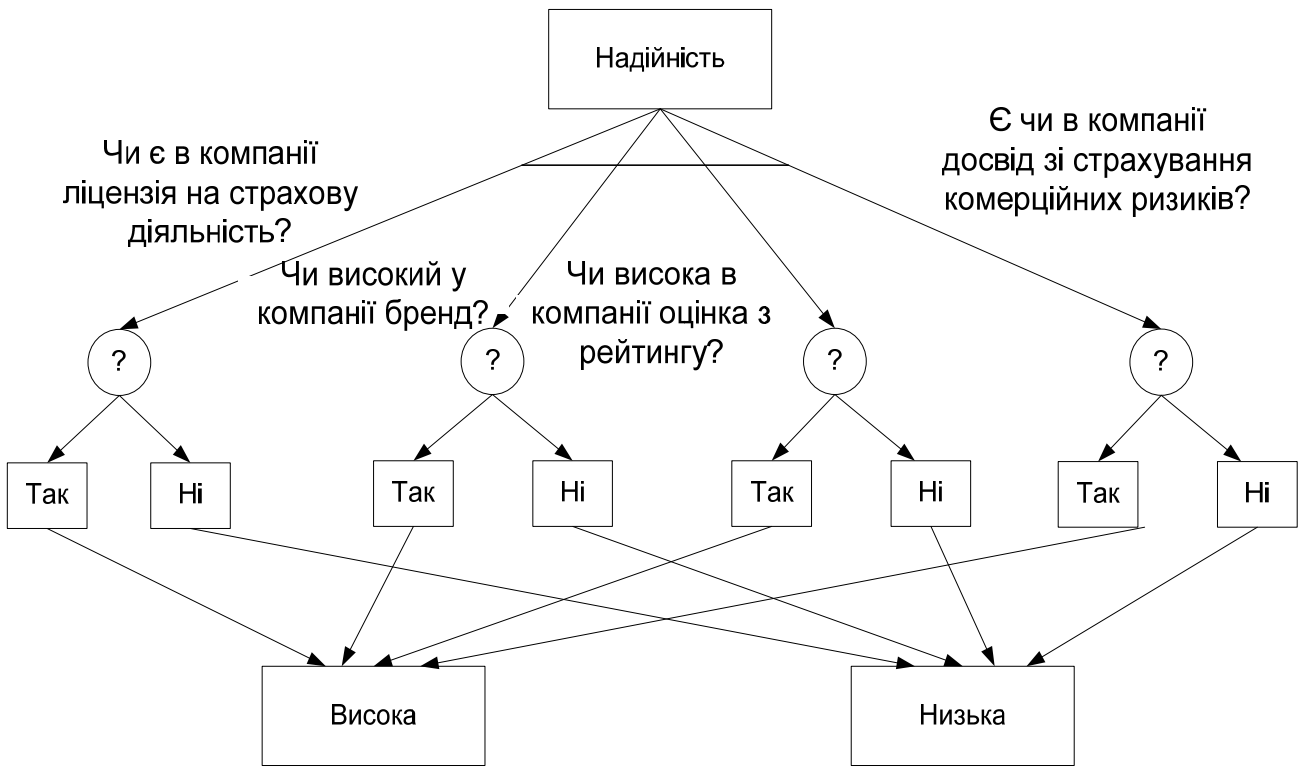 Надійність
Чи є в компанії
ліцензія на страхову
діяльність?
Чи високий у
компанії бренд?
Чи висока в
компанії оцінка з
рейтингу?
Є чи в компанії
досвід зі страхування
комерційних ризиків?
?
?
?
?
Так
Ні
Так
Ні
Так
Ні
Так
Ні
Висока
Низька